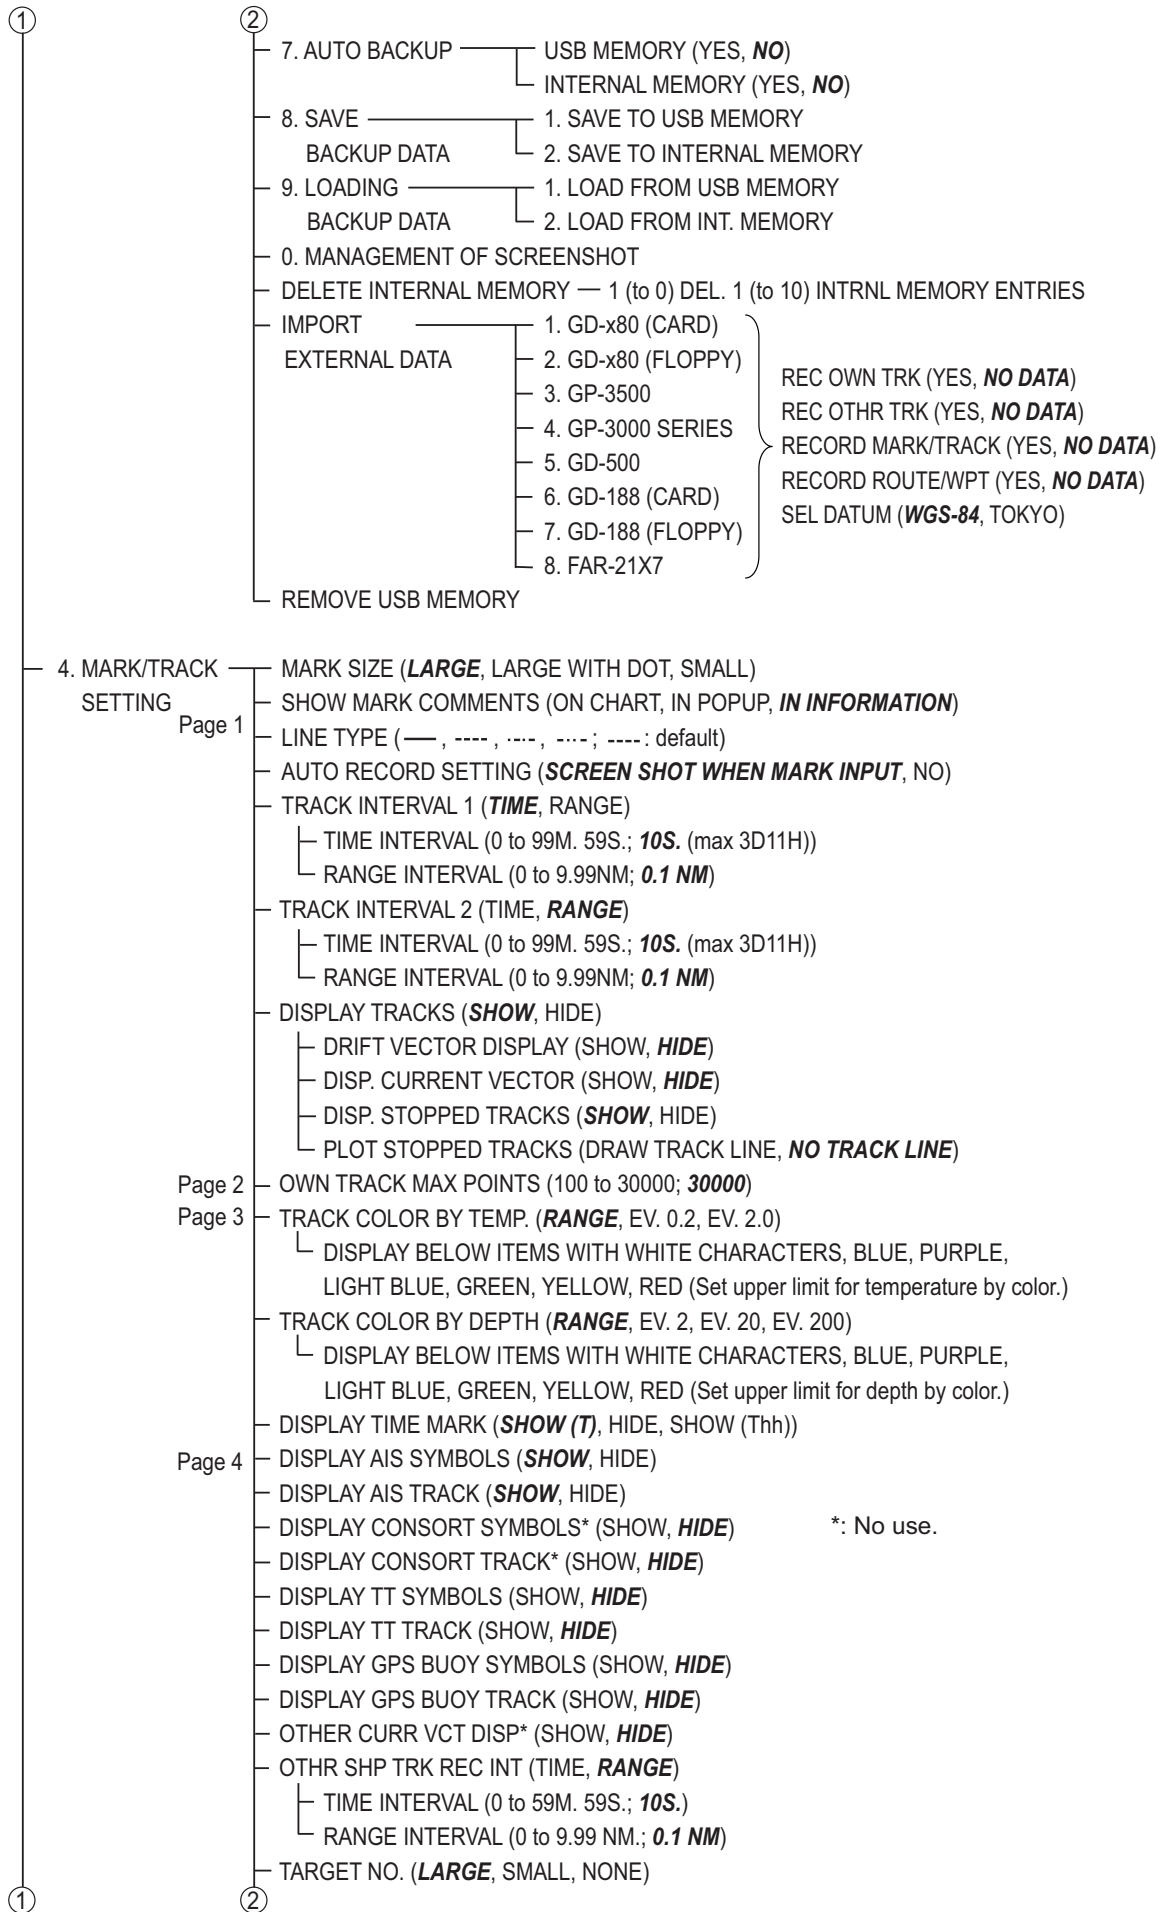 1 2
7. AUTO BACKUP USB MEMORY (YES, NO)
INTERNAL MEMORY (YES, NO)
8. SAVE 1. SAVE TO USB MEMORY
BACKUP DATA 2. SAVE TO INTERNAL MEMORY
9. LOADING 1. LOAD FROM USB MEMORY
BACKUP DATA 2. LOAD FROM INT. MEMORY
0. MANAGEMENT OF SCREENSHOT
DELETE INTERNAL MEMORY — 1 (to 0) DEL. 1 (to 10) INTRNL MEMORY ENTRIES
IMPORT 1. GD-x80 (CARD)
EXTERNAL DATA 2. GD-x80 (FLOPPY)
3. GP-3500
4. GP-3000 SERIES
5. GD-500
6. GD-188 (CARD)
7. GD-188 (FLOPPY)
8. FAR-21X7
REC OWN TRK (YES, NO DATA)
REC OTHR TRK (YES, NO DATA)
RECORD MARK/TRACK (YES, NO DATA)
RECORD ROUTE/WPT (YES, NO DATA)
SEL DATUM (WGS-84, TOKYO)
REMOVE USB MEMORY
4. MARK/TRACK MARK SIZE (LARGE, LARGE WITH DOT, SMALL)
SETTING SHOW MARK COMMENTS (ON CHART, IN POPUP, IN INFORMATION)
Page 1
LINE TYPE ( —— , ---- , -·-·- , -··- ; ---- : default)
AUTO RECORD SETTING (SCREEN SHOT WHEN MARK INPUT, NO)
TRACK INTERVAL 1 (TIME, RANGE)
TIME INTERVAL (0 to 99M. 59S.; 10S. (max 3D11H))
RANGE INTERVAL (0 to 9.99NM; 0.1 NM)
TRACK INTERVAL 2 (TIME, RANGE)
TIME INTERVAL (0 to 99M. 59S.; 10S. (max 3D11H))
RANGE INTERVAL (0 to 9.99NM; 0.1 NM)
DISPLAY TRACKS (SHOW, HIDE)
DRIFT VECTOR DISPLAY (SHOW, HIDE)
DISP. CURRENT VECTOR (SHOW, HIDE)
DISP. STOPPED TRACKS (SHOW, HIDE)
PLOT STOPPED TRACKS (DRAW TRACK LINE, NO TRACK LINE)
Page 2 OWN TRACK MAX POINTS (100 to 30000; 30000)
Page 3 TRACK COLOR BY TEMP. (RANGE, EV. 0.2, EV. 2.0)
DISPLAY BELOW ITEMS WITH WHITE CHARACTERS, BLUE, PURPLE,
LIGHT BLUE, GREEN, YELLOW, RED (Set upper limit for temperature by color.)
TRACK COLOR BY DEPTH (RANGE, EV. 2, EV. 20, EV. 200)
DISPLAY BELOW ITEMS WITH WHITE CHARACTERS, BLUE, PURPLE,
LIGHT BLUE, GREEN, YELLOW, RED (Set upper limit for depth by color.)
DISPLAY TIME MARK (SHOW (T), HIDE, SHOW (Thh))
Page 4 DISPLAY AIS SYMBOLS (SHOW, HIDE)
DISPLAY AIS TRACK (SHOW, HIDE)
DISPLAY CONSORT SYMBOLS* (SHOW, HIDE) *: No use.
DISPLAY CONSORT TRACK* (SHOW, HIDE)
DISPLAY TT SYMBOLS (SHOW, HIDE)
DISPLAY TT TRACK (SHOW, HIDE)
DISPLAY GPS BUOY SYMBOLS (SHOW, HIDE)
DISPLAY GPS BUOY TRACK (SHOW, HIDE)
OTHER CURR VCT DISP* (SHOW, HIDE)
OTHR SHP TRK REC INT (TIME, RANGE)
TIME INTERVAL (0 to 59M. 59S.; 10S.)
RANGE INTERVAL (0 to 9.99 NM.; 0.1 NM)
TARGET NO. (LARGE, SMALL, NONE)
1 2